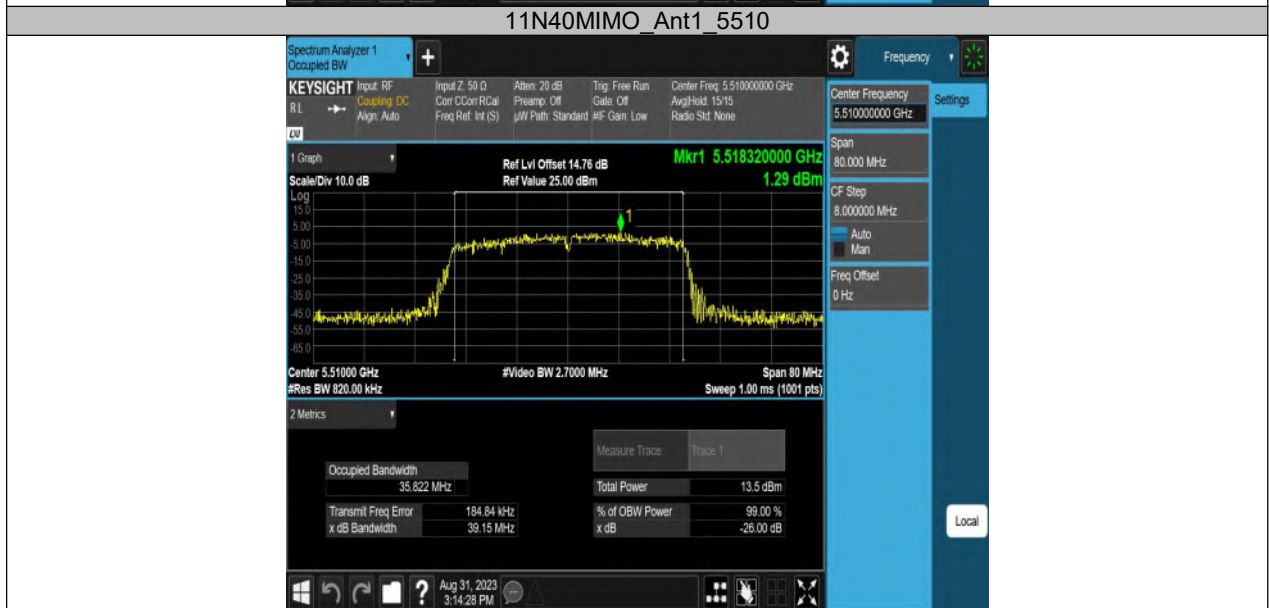 11N40MIMO_Ant1_5510
Spectrum Analyzer 1
Occupied BW
+
Frequency
KEYSIGHT
Input: RF
Input Z: 50 Ω
Atten: 20 dB
Trig: Free Run
Center Freq: 5.510000000 GHz
RL
Coupling: DC
Corr CCorr RCal
Preamp: Off
Gate: Off
Avg|Hold: 15/15
Align: Auto
Freq Ref: Int (S)
µW Path: Standard
#IF Gain: Low
Radio Std: None
LXI
Center Frequency
5.510000000 GHz
Settings
Span
80.000 MHz
CF Step
8.000000 MHz
Auto
Man
Freq Offset
0 Hz
1 Graph
Ref Lvl Offset 14.76 dB
Mkr1 5.518320000 GHz
Scale/Div 10.0 dB
Ref Value 25.00 dBm
1.29 dBm
Log
15.0
5.00
-5.00
-15.0
-25.0
-35.0
-45.0
-55.0
-65.0
1
Center 5.51000 GHz
#Video BW 2.7000 MHz
Span 80 MHz
#Res BW 820.00 kHz
Sweep 1.00 ms (1001 pts)
2 Metrics
Measure Trace
Trace 1
Occupied Bandwidth
35.822 MHz
Total Power
13.5 dBm
Transmit Freq Error
184.84 kHz
% of OBW Power
99.00 %
x dB Bandwidth
39.15 MHz
x dB
-26.00 dB
Local
?
Aug 31, 2023
3:14:28 PM